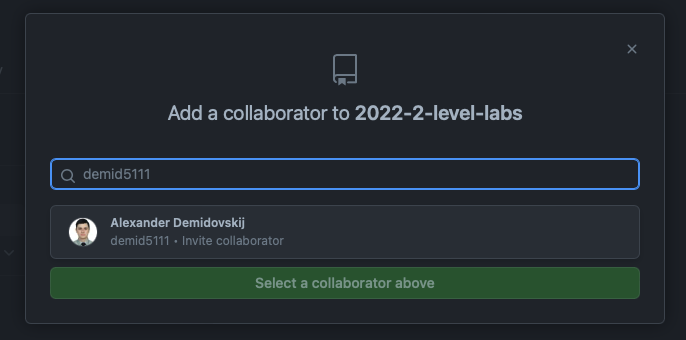 Add a collaborator to 2022-2-level-labs
demid5111
Alexander Demidovskij
demid5111 • Invite collaborator
Select a collaborator above